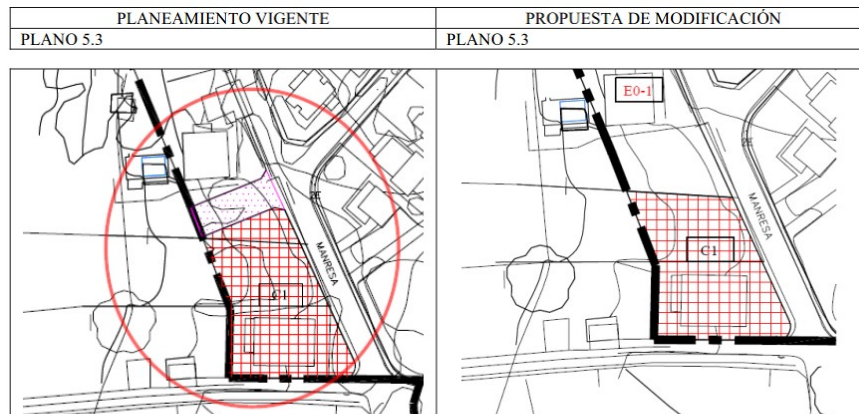 PLANEAMIENTO VIGENTE
PROPUESTA DE MODIFICACIÓN
PLANO 5.3
PLANO 5.3
MANRESA
C1
E0-1
MANRESA
C1